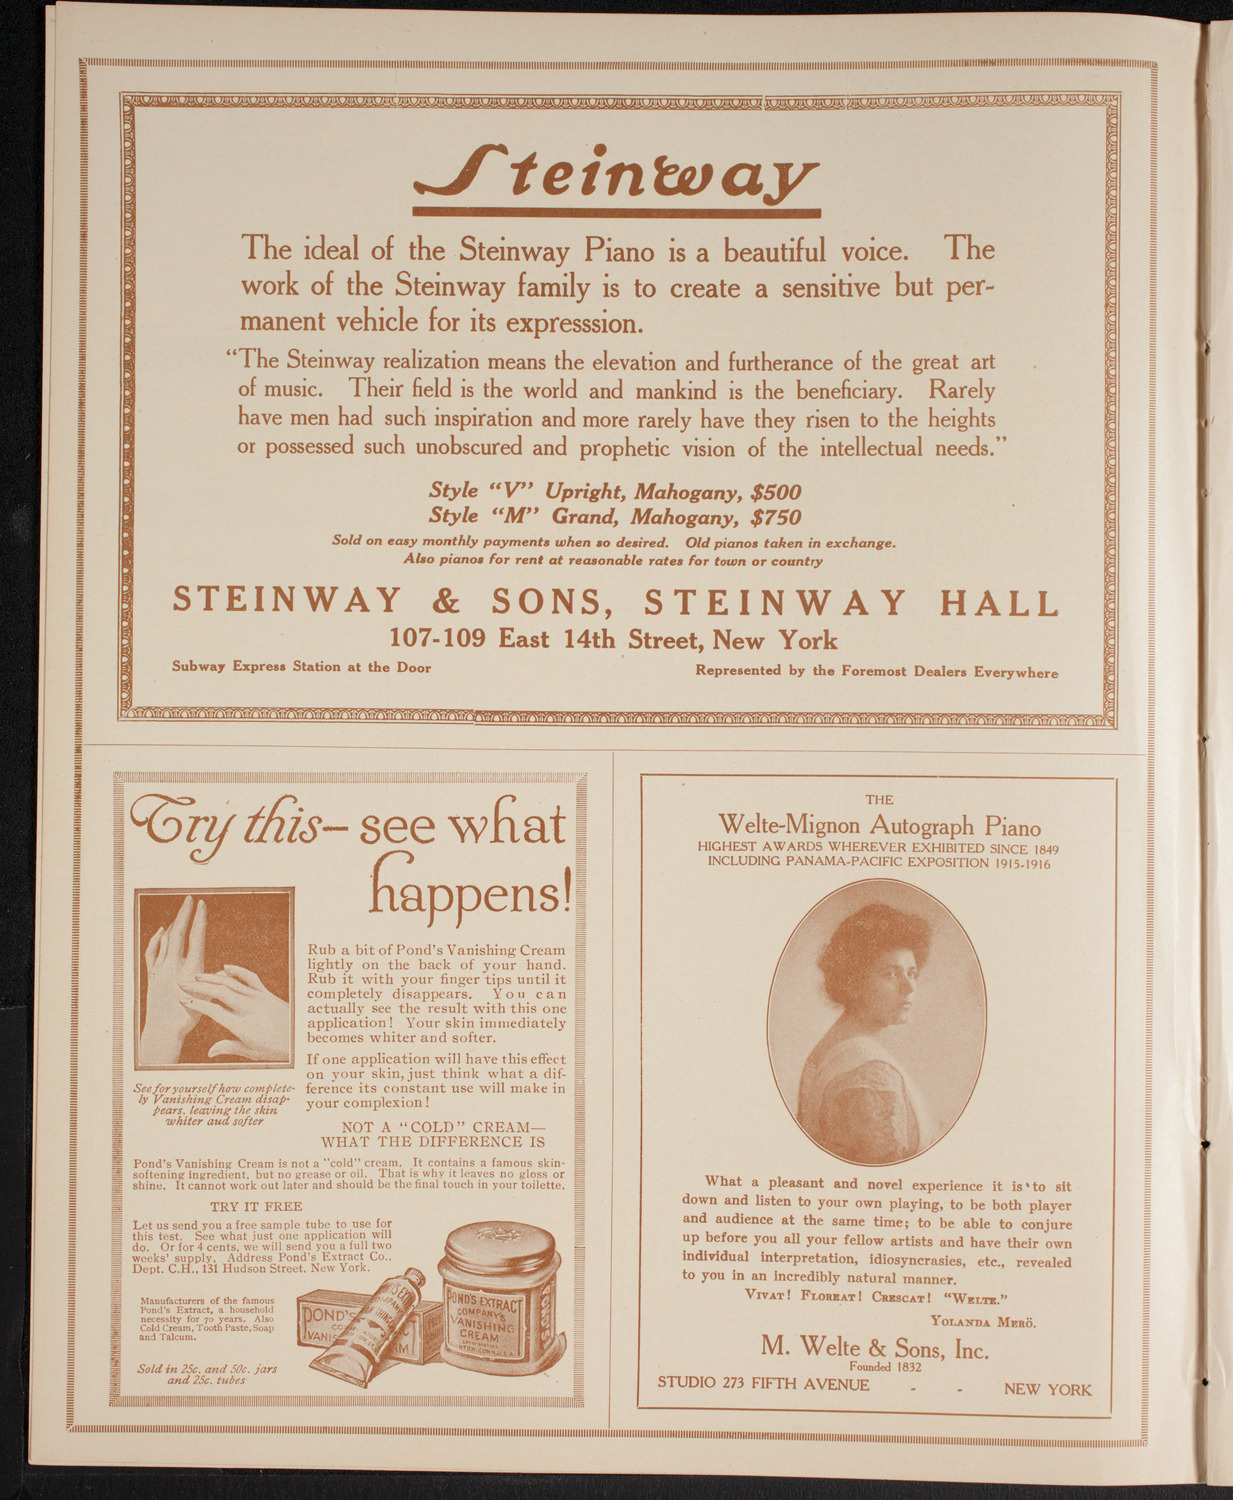 Steinway
The ideal of the Steinway Piano is a beautiful voice. The
work of the Steinway family is to create a sensitive but per-
manent vehicle for its expresssion.
“The Steinway realization means the elevation and furtherance of the great art
of music. Their field is the world and mankind is the beneficiary. Rarely
have men had such inspiration and more rarely have they risen to the heights
or possessed such unobscured and prophetic vision of the intellectual needs.”
Style “V” Upright, Mahogany, $500
Style “M” Grand, Mahogany, $750
Sold on easy monthly payments when so desired. Old pianos taken in exchange.
Also pianos for rent at reasonable rates for town or country
STEINWAY & SONS, STEINWAY HALL
107-109 East 14th Street, New York
Subway Express Station at the Door
Represented by the Foremost Dealers Everywhere
Try this—see what
happens!
Rub a bit of Pond's Vanishing Cream
lightly on the back of your hand.
Rub it with your finger tips until it
completely disappears. You can
actually see the result with this one
application! Your skin immediately
becomes whiter and softer.
If one application will have this effect
on your skin, just think what a dif-
ference its constant use will make in
your complexion!
See for yourself how complete-
ly Vanishing Cream disap-
pears. leaving the skin
whiter aud softer
NOT A “COLD” CREAM—
WHAT THE DIFFERENCE IS
Pond's Vanishing Cream is not a "cold" cream. It contains a famous skin-
softening ingredient, but no grease or oil. That is why it leaves no gloss or
shine. It cannot work out later and should be the final touch in your toilette.
TRY IT FREE
Let us send you a free sample tube to use for
this test. See what just one application will
do. Or for 4 cents, we will send you a full two
weeks' supply. Address Pond's Extract Co..
Dept. C.H., 131 Hudson Street, New York.
Manufacturers of the famous
Pond's Extract, a household
necessity for 70 years. Also
Cold Cream, Tooth Paste, Soap
and Talcum.
Sold in 25c. and 50c. jars
and 25c. tubes
POND'S
VANIS
POND'S EXTRACT
COMPANY'S
VANISHING
CREAM
THE
Welte-Mignon Autograph Piano
HIGHEST AWARDS WHEREVER EXHIBITED SINCE 1849
INCLUDING PANAMA-PACIFIC EXPOSITION 1915-1916
What a pleasant and novel experience it is to sit
down and listen to your own playing, to be both player
and audience at the same time; to be able to conjure
up before you all your fellow artists and have their own
individual interpretation, idiosyncrasies, etc., revealed
to you in an incredibly natural manner.
VIVAT! FLOREAT! CRESCAT! “WELTE.”
YOLANDA MERÖ.
M. Welte & Sons, Inc.
Founded 1832
STUDIO 273 FIFTH AVENUE - - NEW YORK